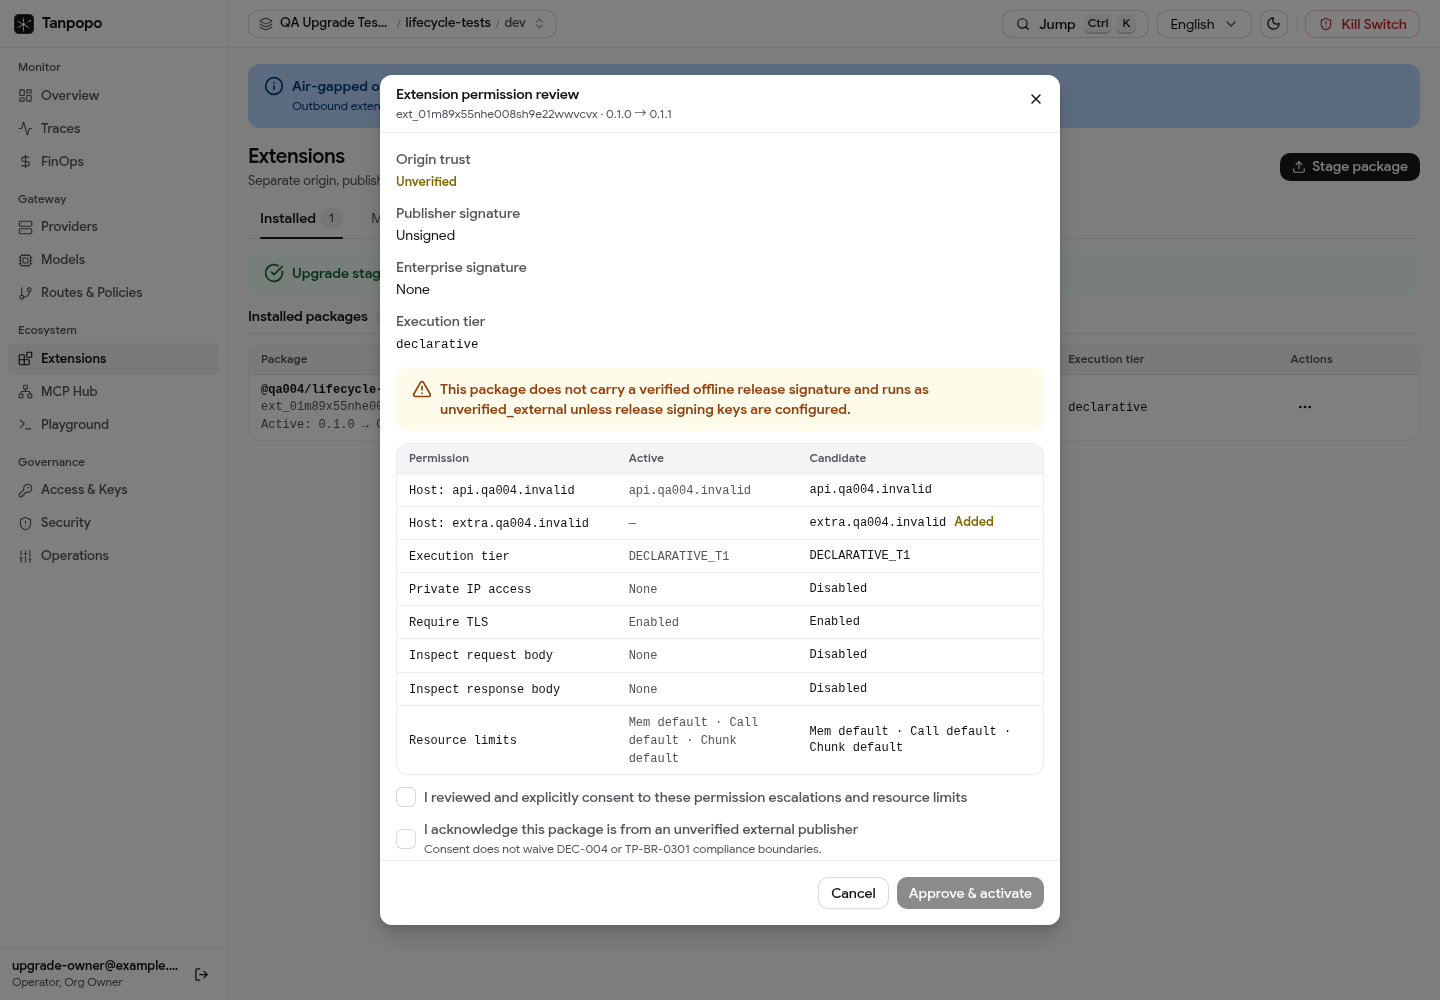 Tanpopo
QA Upgrade Tes... / lifecycle-tests / dev
Jump Ctrl K
English
Kill Switch
Monitor
Overview
Traces
FinOps
Gateway
Providers
Models
Routes & Policies
Ecosystem
Extensions
MCP Hub
Playground
Governance
Access & Keys
Security
Operations
upgrade-owner@example....
Operator, Org Owner
Air-gapped
Outbound
Extensions
Separate origin,
Stage package
Installed 1
Upgrade
Installed packages
Package
Execution tier
Actions
@qa004/lifecycle-
ext_01m89x55nhe00
Active: 0.1.0 →
declarative
Extension permission review
ext_01m89x55nhe008sh9e22wwvcvx · 0.1.0 → 0.1.1
Origin trust
Unverified
Publisher signature
Unsigned
Enterprise signature
None
Execution tier
declarative
This package does not carry a verified offline release signature and runs as
unverified_external unless release signing keys are configured.
Permission Active Candidate
Host: api.qa004.invalid api.qa004.invalid api.qa004.invalid
Host: extra.qa004.invalid — extra.qa004.invalid Added
Execution tier DECLARATIVE_T1 DECLARATIVE_T1
Private IP access None Disabled
Require TLS Enabled Enabled
Inspect request body None Disabled
Inspect response body None Disabled
Resource limits
Mem default · Call
default · Chunk
default
Mem default · Call default ·
Chunk default
I reviewed and explicitly consent to these permission escalations and resource limits
I acknowledge this package is from an unverified external publisher
Consent does not waive DEC-004 or TP-BR-0301 compliance boundaries.
Cancel
Approve & activate